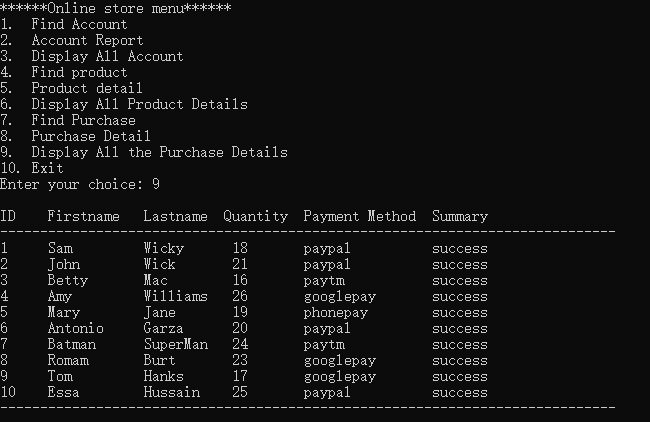 ******Online store menu******
1.  Find Account
2.  Account Report
3.  Display All Account
4.  Find product
5.  Product detail
6.  Display All Product Details
7.  Find Purchase
8.  Purchase Detail
9.  Display All the Purchase Details
10. Exit
Enter your choice: 9
ID    Firstname   Lastname  Quantity  Payment Method  Summary
-----------------------------------------------------------------------------
1     Sam         Wicky      18       paypal          success
2     John        Wick       21       paypal          success
3     Betty       Mac        16       paytm           success
4     Amy         Williams   26       googlepay       success
5     Mary        Jane       19       phonepay        success
6     Antonio     Garza      20       paypal          success
7     Batman      SuperMan   24       paytm           success
8     Romam       Burt       23       googlepay       success
9     Tom         Hanks      17       googlepay       success
10    Essa        Hussain    25       paypal          success
-----------------------------------------------------------------------------